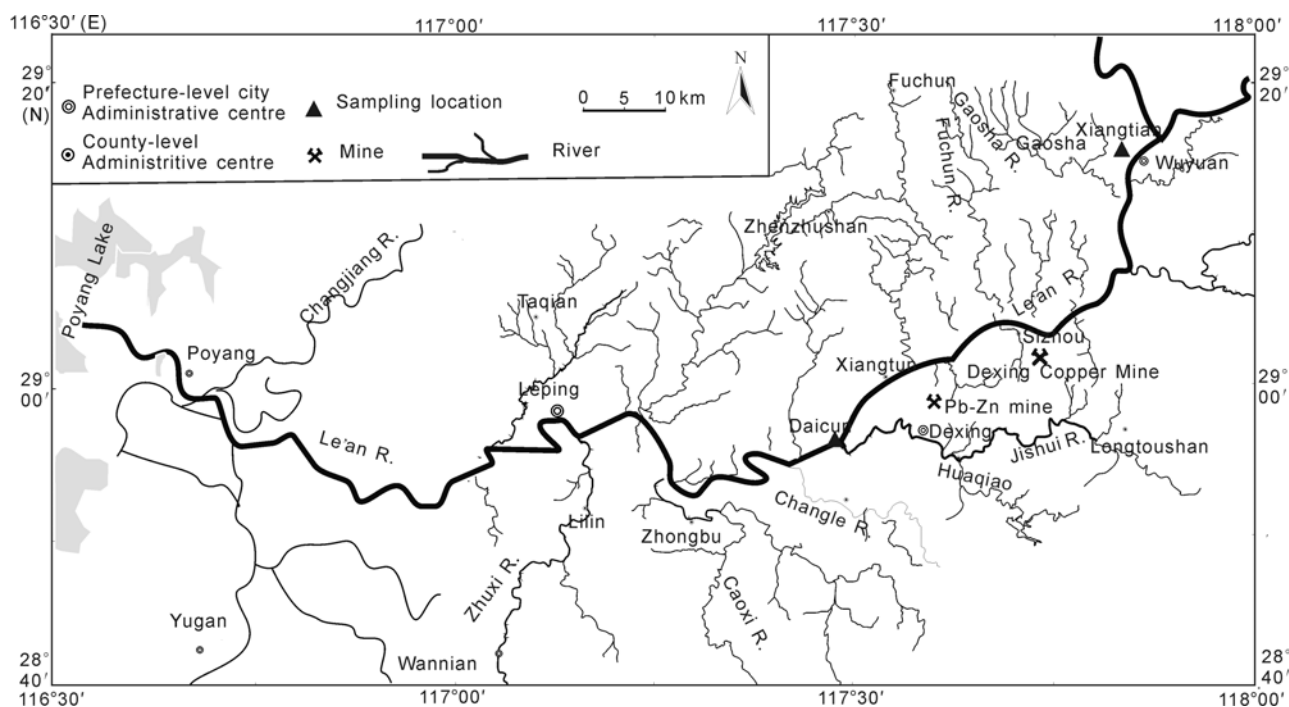 116°30′ (E)
117°00′
117°30′
118°00′
29°
20′
(N)
Prefecture-level city
Adiministrative centre
County-level
Administritive centre
Sampling location
Mine
River
0 5 10 km
N
29°
20′
Fuchun
Gaosha R.
Fuchun R.
Gaosha
Xiangtian
Wuyuan
Zhenzhushan
Poyang Lake
Changjiang R.
Taqian
Le'an R.
Sizhou
Poyang
Xiangtun
Dexing Copper Mine
29°
00′
Leping
Pb-Zn mine
29°
00′
Le'an R.
Daicun
Dexing
Jishui R.
Longtoushan
Huaqiao
Changle R.
Lilin
Zhongbu
Zhuxi R.
Caoxi R.
Yugan
Wannian
28°
40′
28°
40′
116°30′
117°00′
117°30′
118°00′